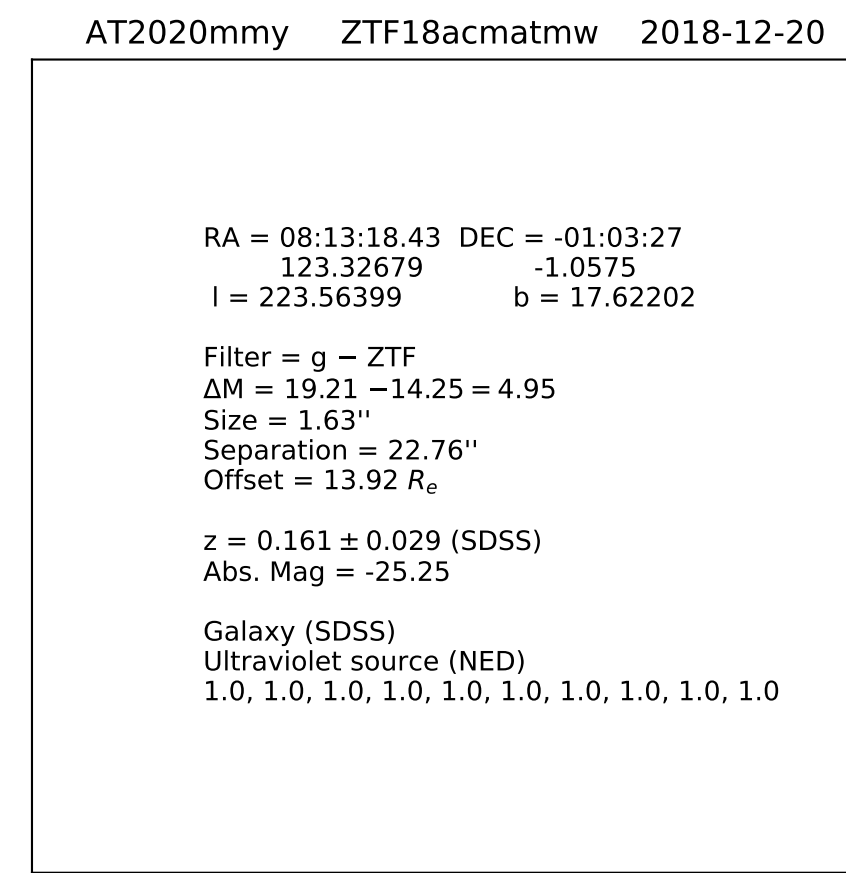 AT2020mmy ZTF18acmatmw 2018-12-20
RA = 08:13:18.43 DEC = -01:03:27
123.32679 -1.0575
l = 223.56399 b = 17.62202
Filter = g − ZTF
ΔM = 19.21 −14.25 = 4.95
Size = 1.63''
Separation = 22.76''
Offset = 13.92 Rₑ
z = 0.161 ± 0.029 (SDSS)
Abs. Mag = -25.25
Galaxy (SDSS)
Ultraviolet source (NED)
1.0, 1.0, 1.0, 1.0, 1.0, 1.0, 1.0, 1.0, 1.0, 1.0